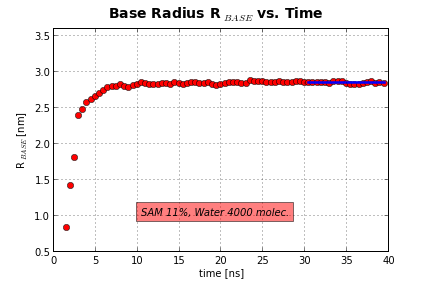 Base Radius R BASE vs. Time
3.5
3.0
2.5
2.0
1.5
1.0
0.5
R BASE [nm]
SAM 11%, Water 4000 molec.
0 5 10 15 20 25 30 35 40
time [ns]